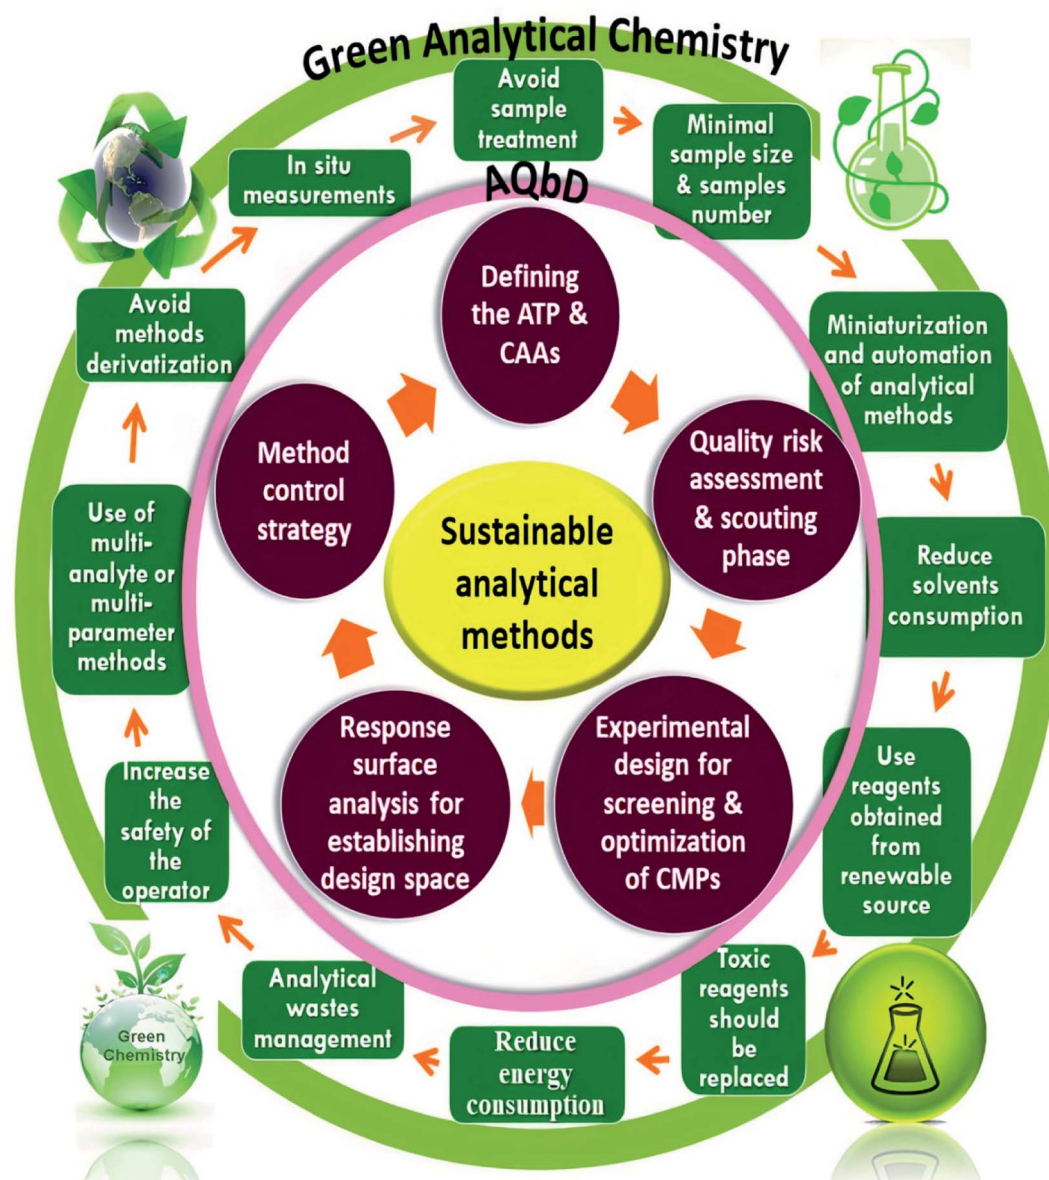 Green Analytical Chemistry
Avoid
sample
treatment
Minimal
sample size
& samples
number
Miniaturization
and automation
of analytical
methods
Reduce
solvents
consumption
Use
reagents
obtained
from
renewable
source
Toxic
reagents
should
be
replaced
Reduce
energy
consumption
Analytical
wastes
management
Increase
the
safety of
the
operator
Use of
multi-
analyte or
multi-
parameter
methods
Avoid
methods
derivatization
In situ
measurements
AQbD
Defining
the ATP &
CAAs
Quality risk
assessment
& scouting
phase
Experimental
design for
screening &
optimization
of CMPs
Response
surface
analysis for
establishing
design space
Method
control
strategy
Sustainable
analytical
methods
Green
Chemistry